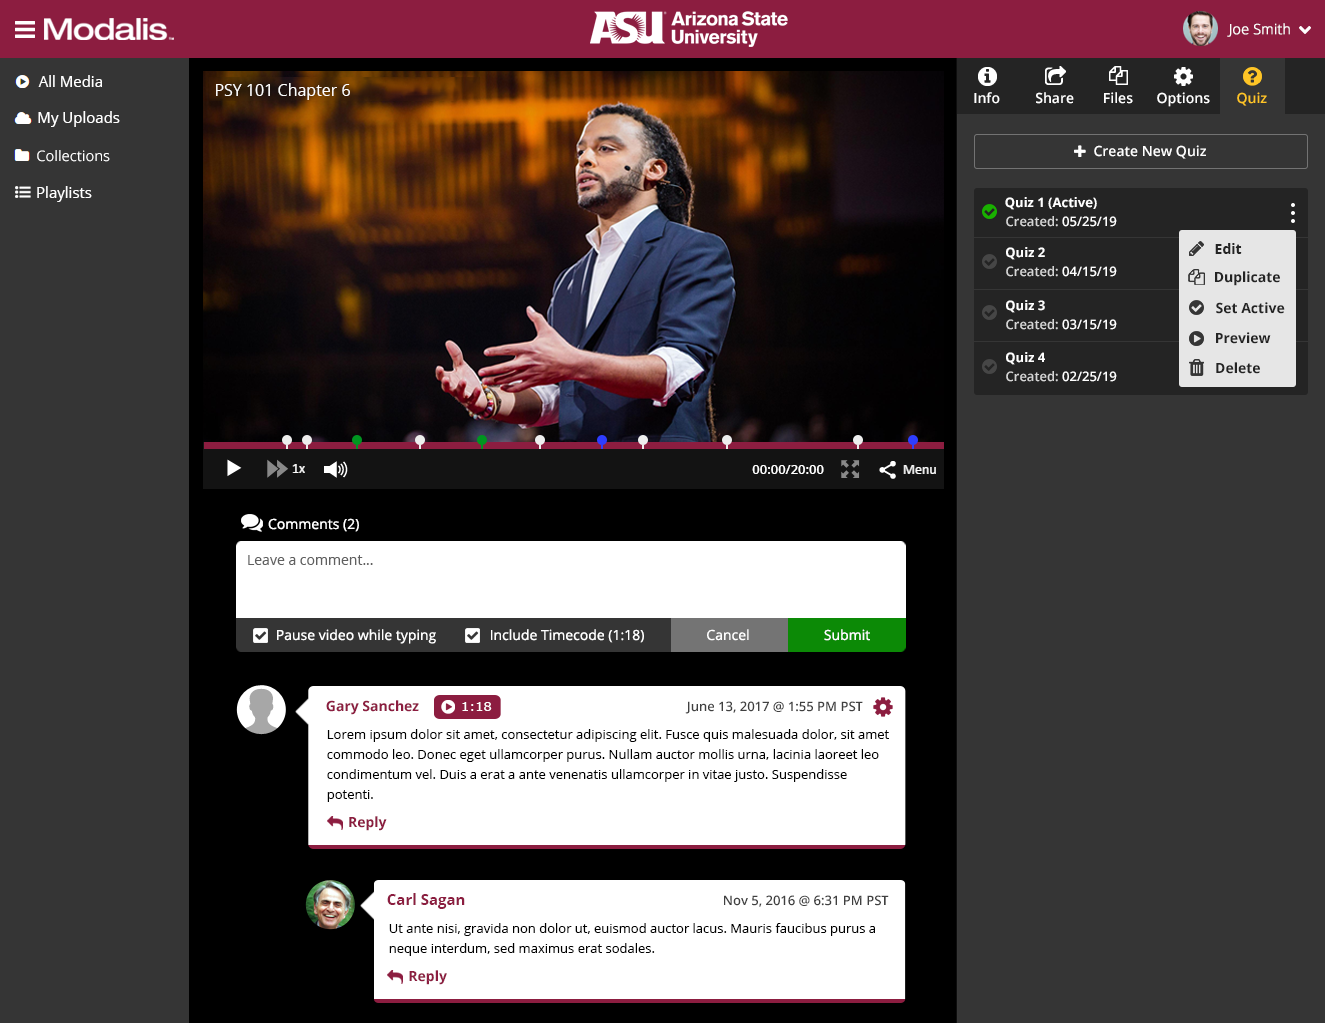 Modalis
ASU Arizona State University
Joe Smith
All Media
My Uploads
Collections
Playlists
PSY 101 Chapter 6
1x
00:00/20:00
Menu
Comments (2)
Leave a comment...
Pause video while typing
Include Timecode (1:18)
Cancel
Submit
Gary Sanchez
1:18
June 13, 2017 @ 1:55 PM PST
Lorem ipsum dolor sit amet, consectetur adipiscing elit. Fusce quis malesuada dolor, sit amet
commodo leo. Donec eget ullamcorper purus. Nullam auctor mollis urna, lacinia laoreet leo
condimentum vel. Duis a erat a ante venenatis ullamcorper in vitae justo. Suspendisse
potenti.
Reply
Carl Sagan
Nov 5, 2016 @ 6:31 PM PST
Ut ante nisi, gravida non dolor ut, euismod auctor lacus. Mauris faucibus purus a
neque interdum, sed maximus erat sodales.
Reply
Info
Share
Files
Options
Quiz
Create New Quiz
Quiz 1 (Active)
Created: 05/25/19
Quiz 2
Created: 04/15/19
Quiz 3
Created: 03/15/19
Quiz 4
Created: 02/25/19
Edit
Duplicate
Set Active
Preview
Delete